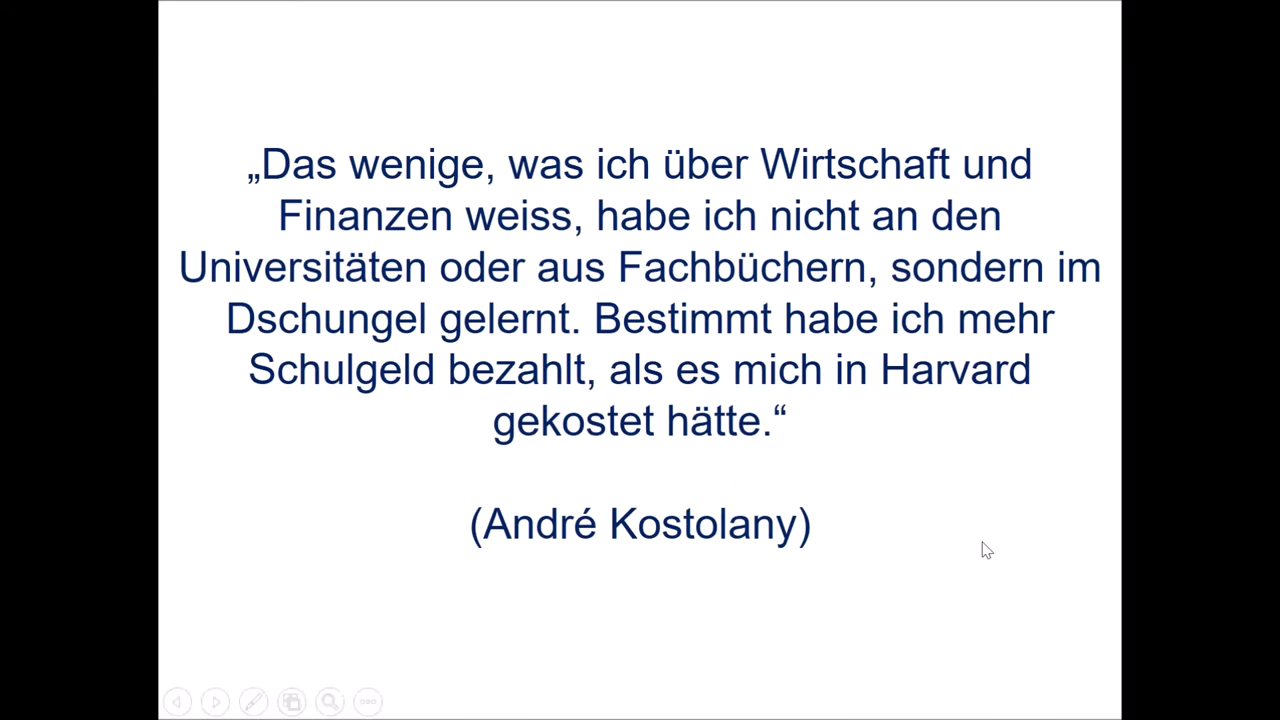 „Das wenige, was ich über Wirtschaft und
Finanzen weiss, habe ich nicht an den
Universitäten oder aus Fachbüchern, sondern im
Dschungel gelernt. Bestimmt habe ich mehr
Schulgeld bezahlt, als es mich in Harvard
gekostet hätte.“
(André Kostolany)